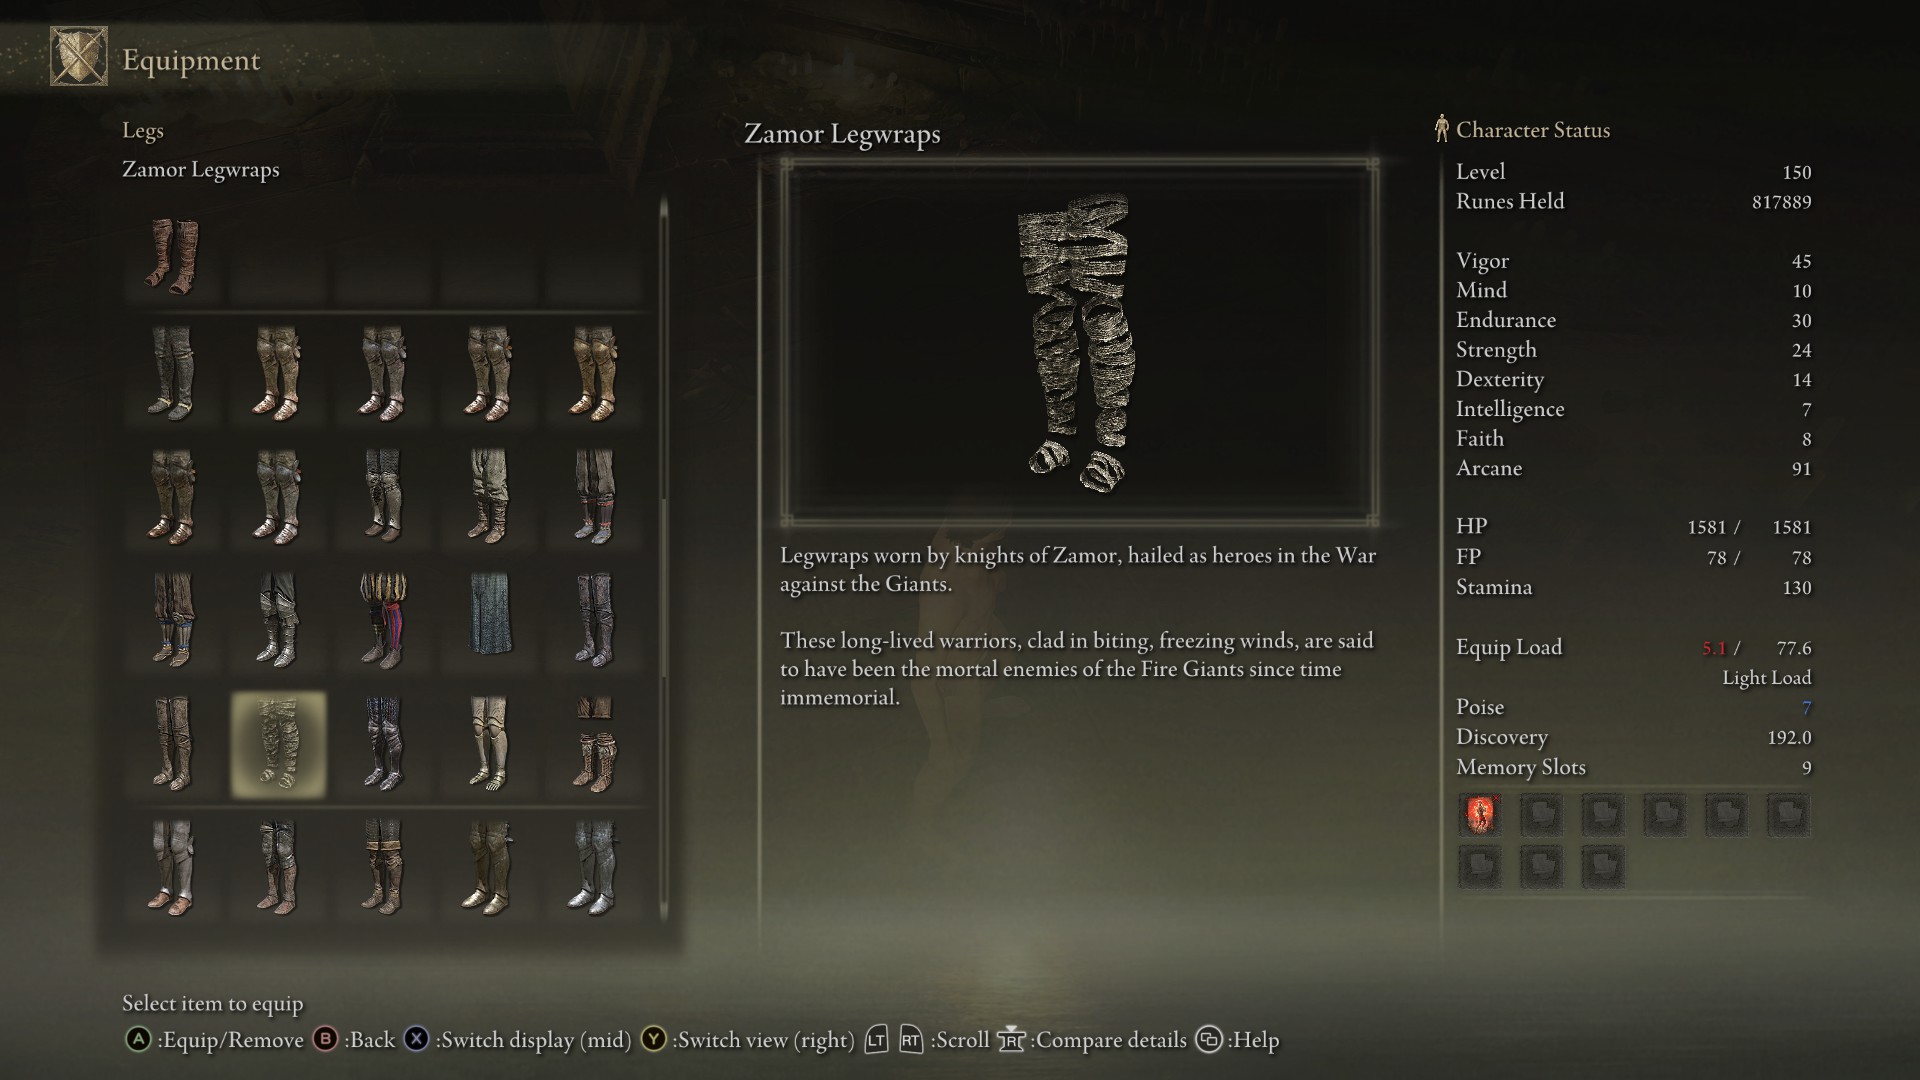 Equipment
Legs
Zamor Legwraps
Zamor Legwraps
Legwraps worn by knights of Zamor, hailed as heroes in the War
against the Giants.
These long-lived warriors, clad in biting, freezing winds, are said
to have been the mortal enemies of the Fire Giants since time
immemorial.
Character Status
Level 150
Runes Held 817889
Vigor 45
Mind 10
Endurance 30
Strength 24
Dexterity 14
Intelligence 7
Faith 8
Arcane 91
HP 1581 / 1581
FP 78 / 78
Stamina 130
Equip Load 5.1 / 77.6
Light Load
Poise 7
Discovery 192.0
Memory Slots 9
Select item to equip
A :Equip/Remove B :Back X :Switch display (mid) Y :Switch view (right) LT RT :Scroll R :Compare details :Help